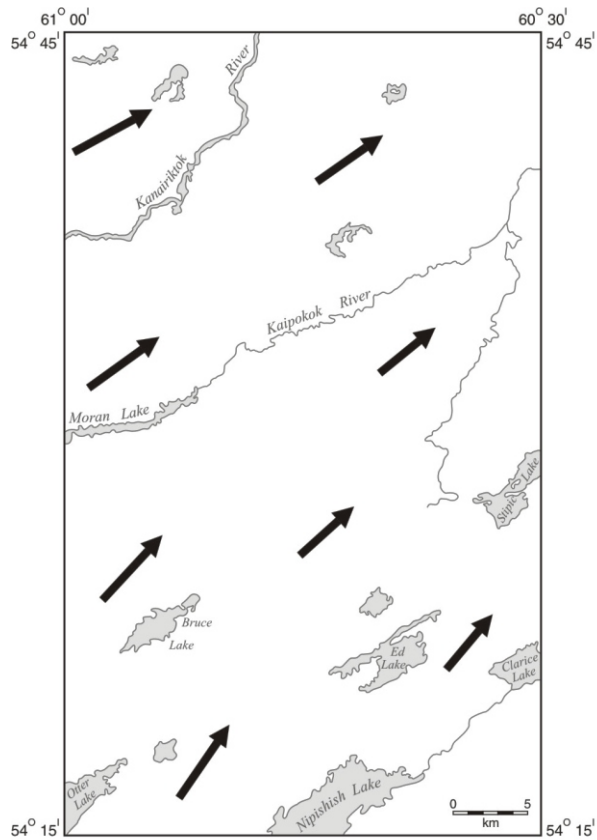 61° 00'
60° 30'
54° 45'
54° 45'
River
Kanairiktok
Kaipokok River
Moran Lake
Stipic Lake
Bruce
Lake
Ed
Lake
Clarice
Lake
Otter
Lake
Nipishish Lake
0 5
km
54° 15'
54° 15'